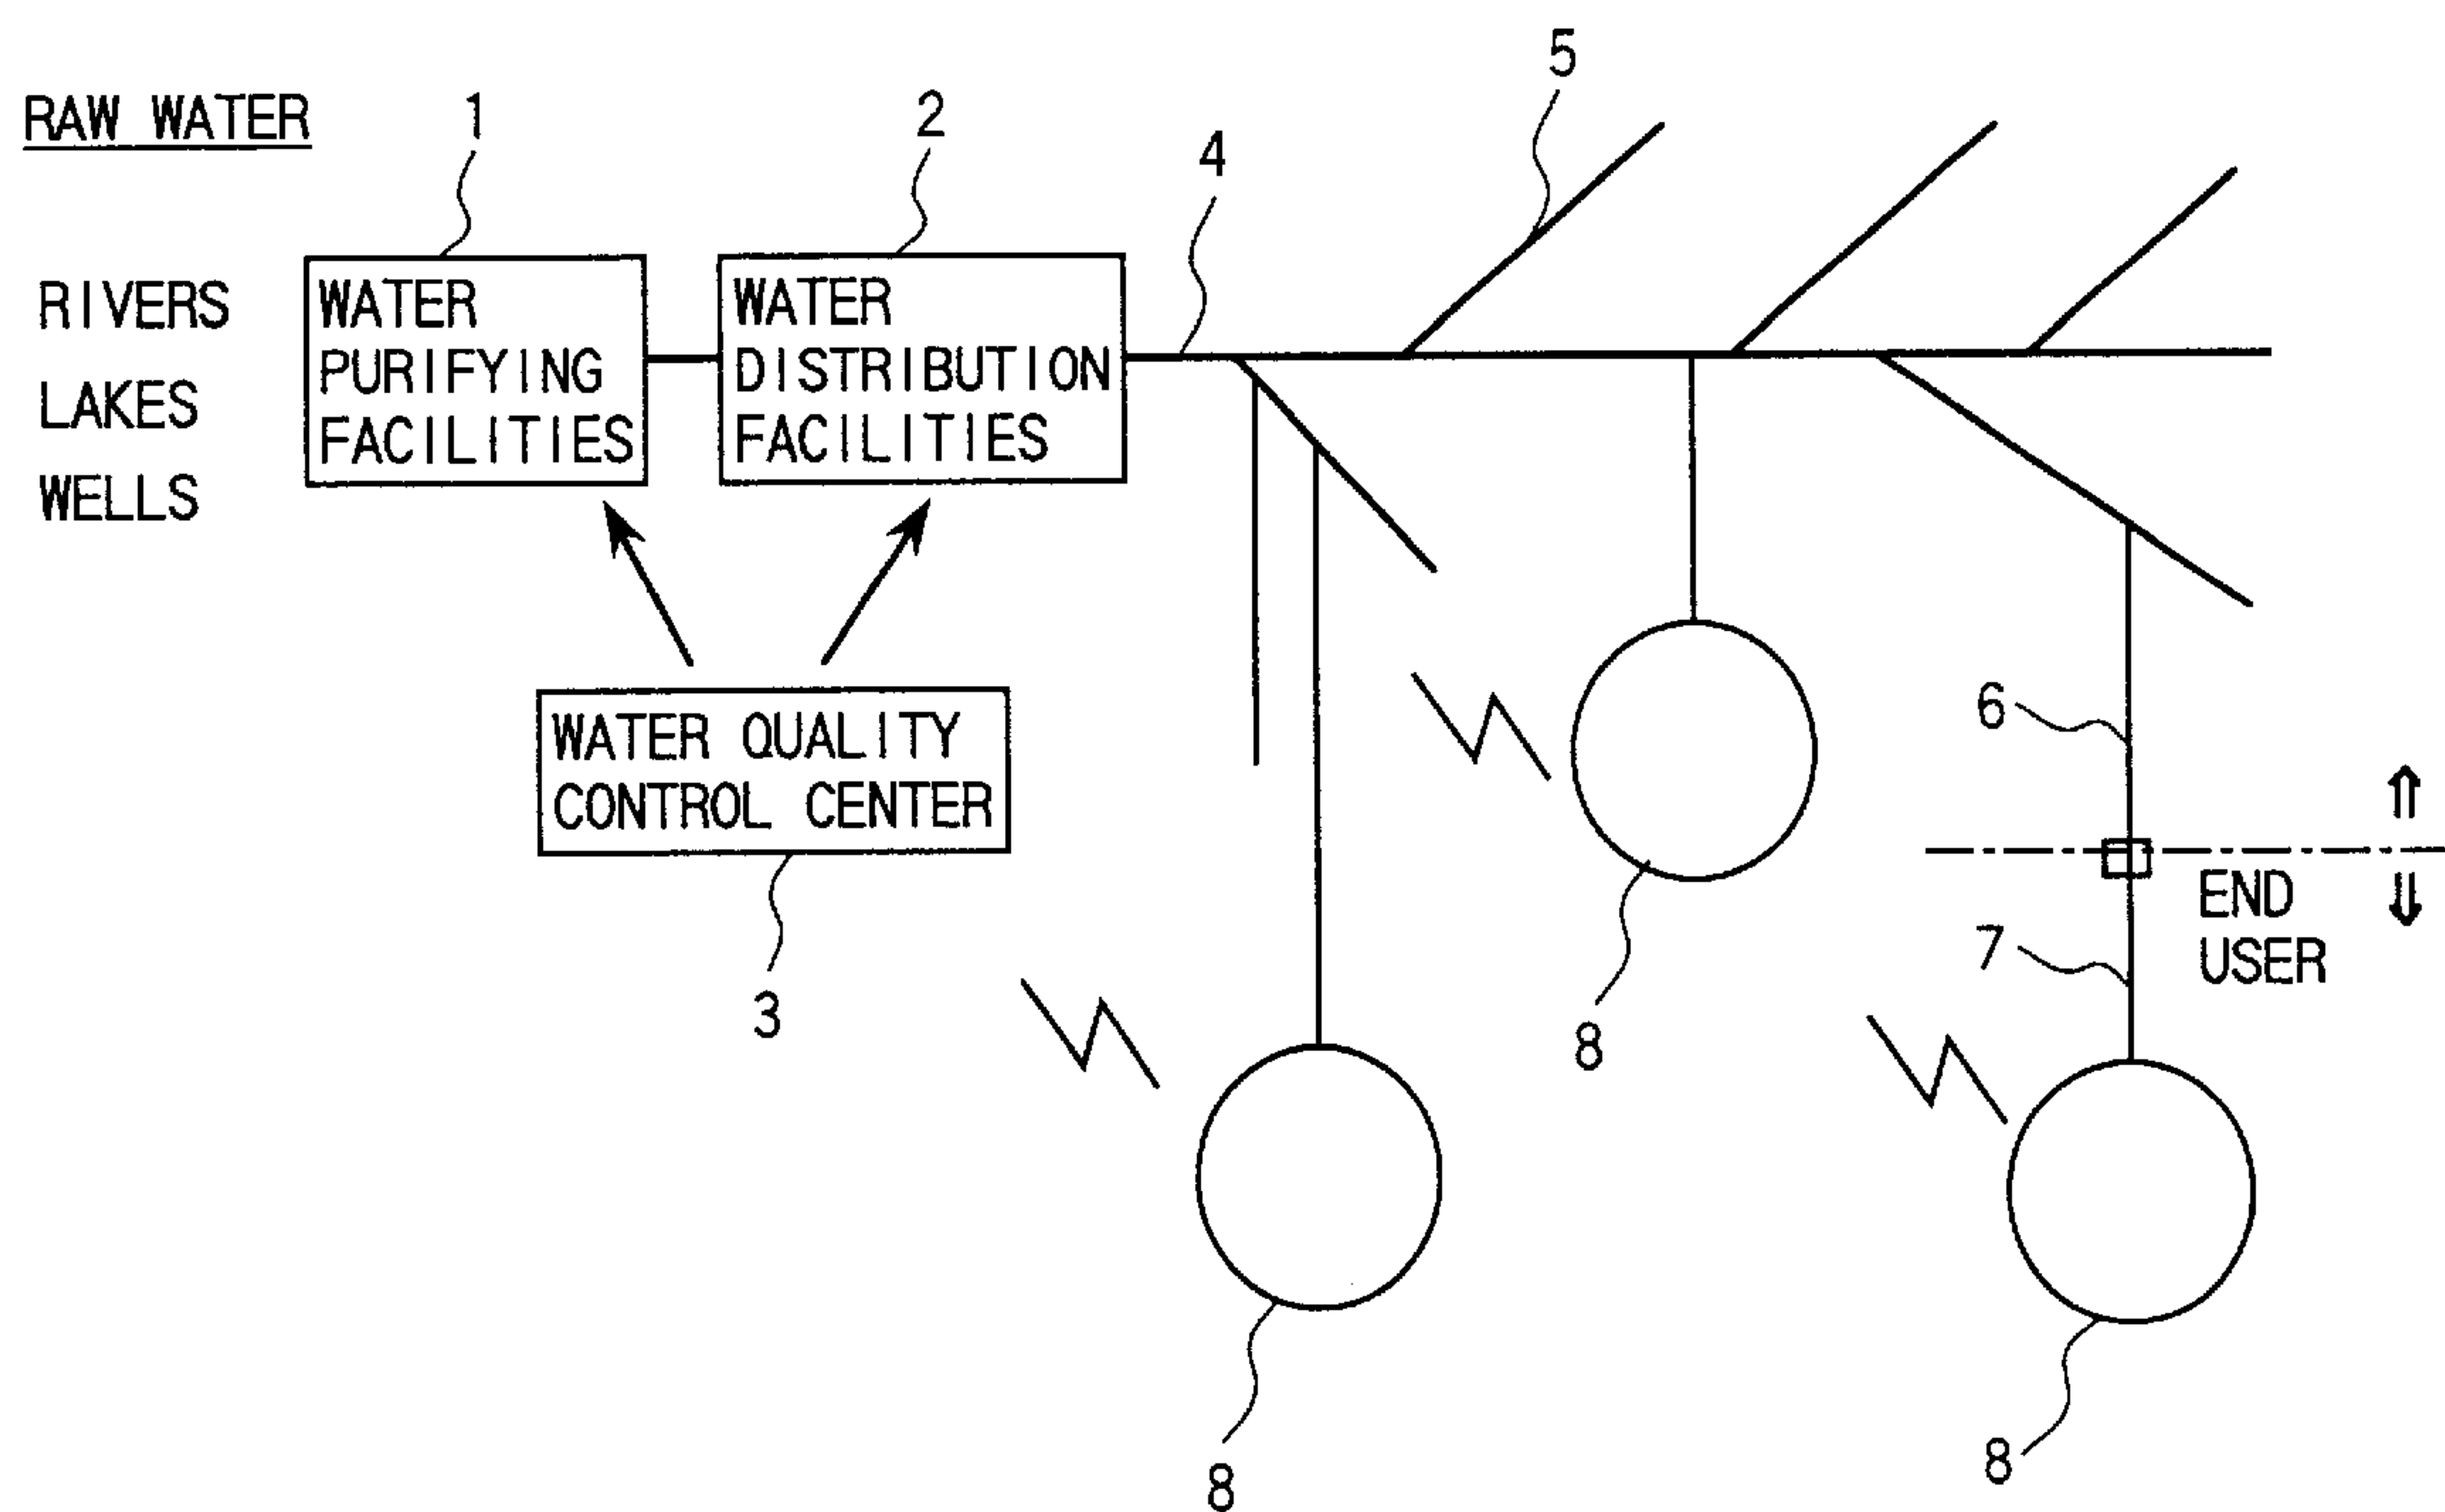 RAW WATER
RIVERS
LAKES
WELLS
1
WATER
PURIFYING
FACILITIES
2
WATER
DISTRIBUTION
FACILITIES
WATER QUALITY
CONTROL CENTER
3
4
5
6
7
END
USER
8
8
8